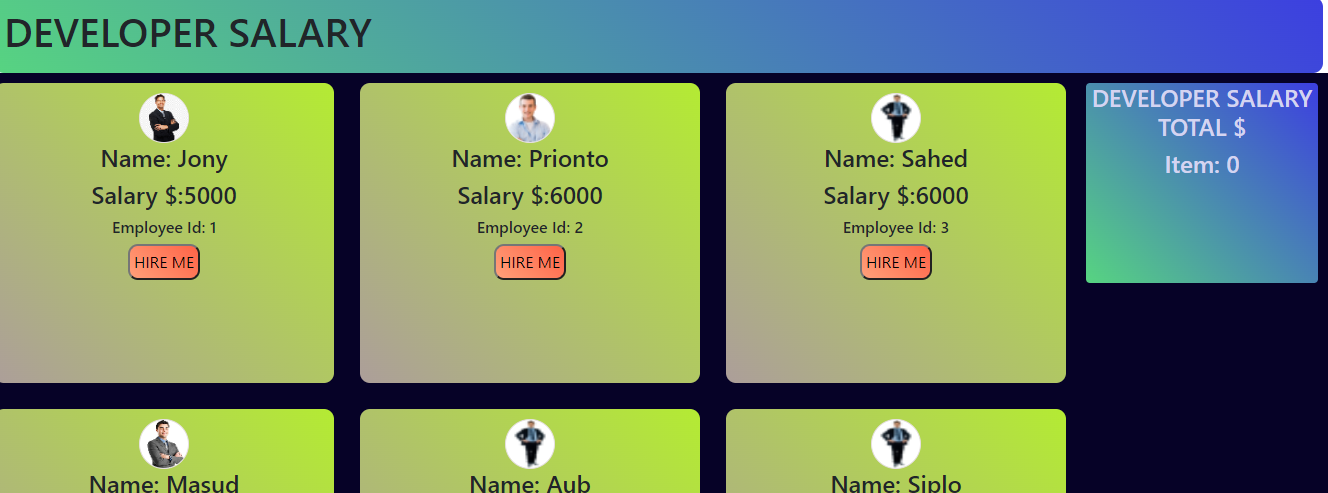 DEVELOPER SALARY
Name: Jony
Salary $:5000
Employee Id: 1
HIRE ME
Name: Prionto
Salary $:6000
Employee Id: 2
HIRE ME
Name: Sahed
Salary $:6000
Employee Id: 3
HIRE ME
DEVELOPER SALARY
TOTAL $
Item: 0
Name: Masud
Name: Aub
Name: Siplo